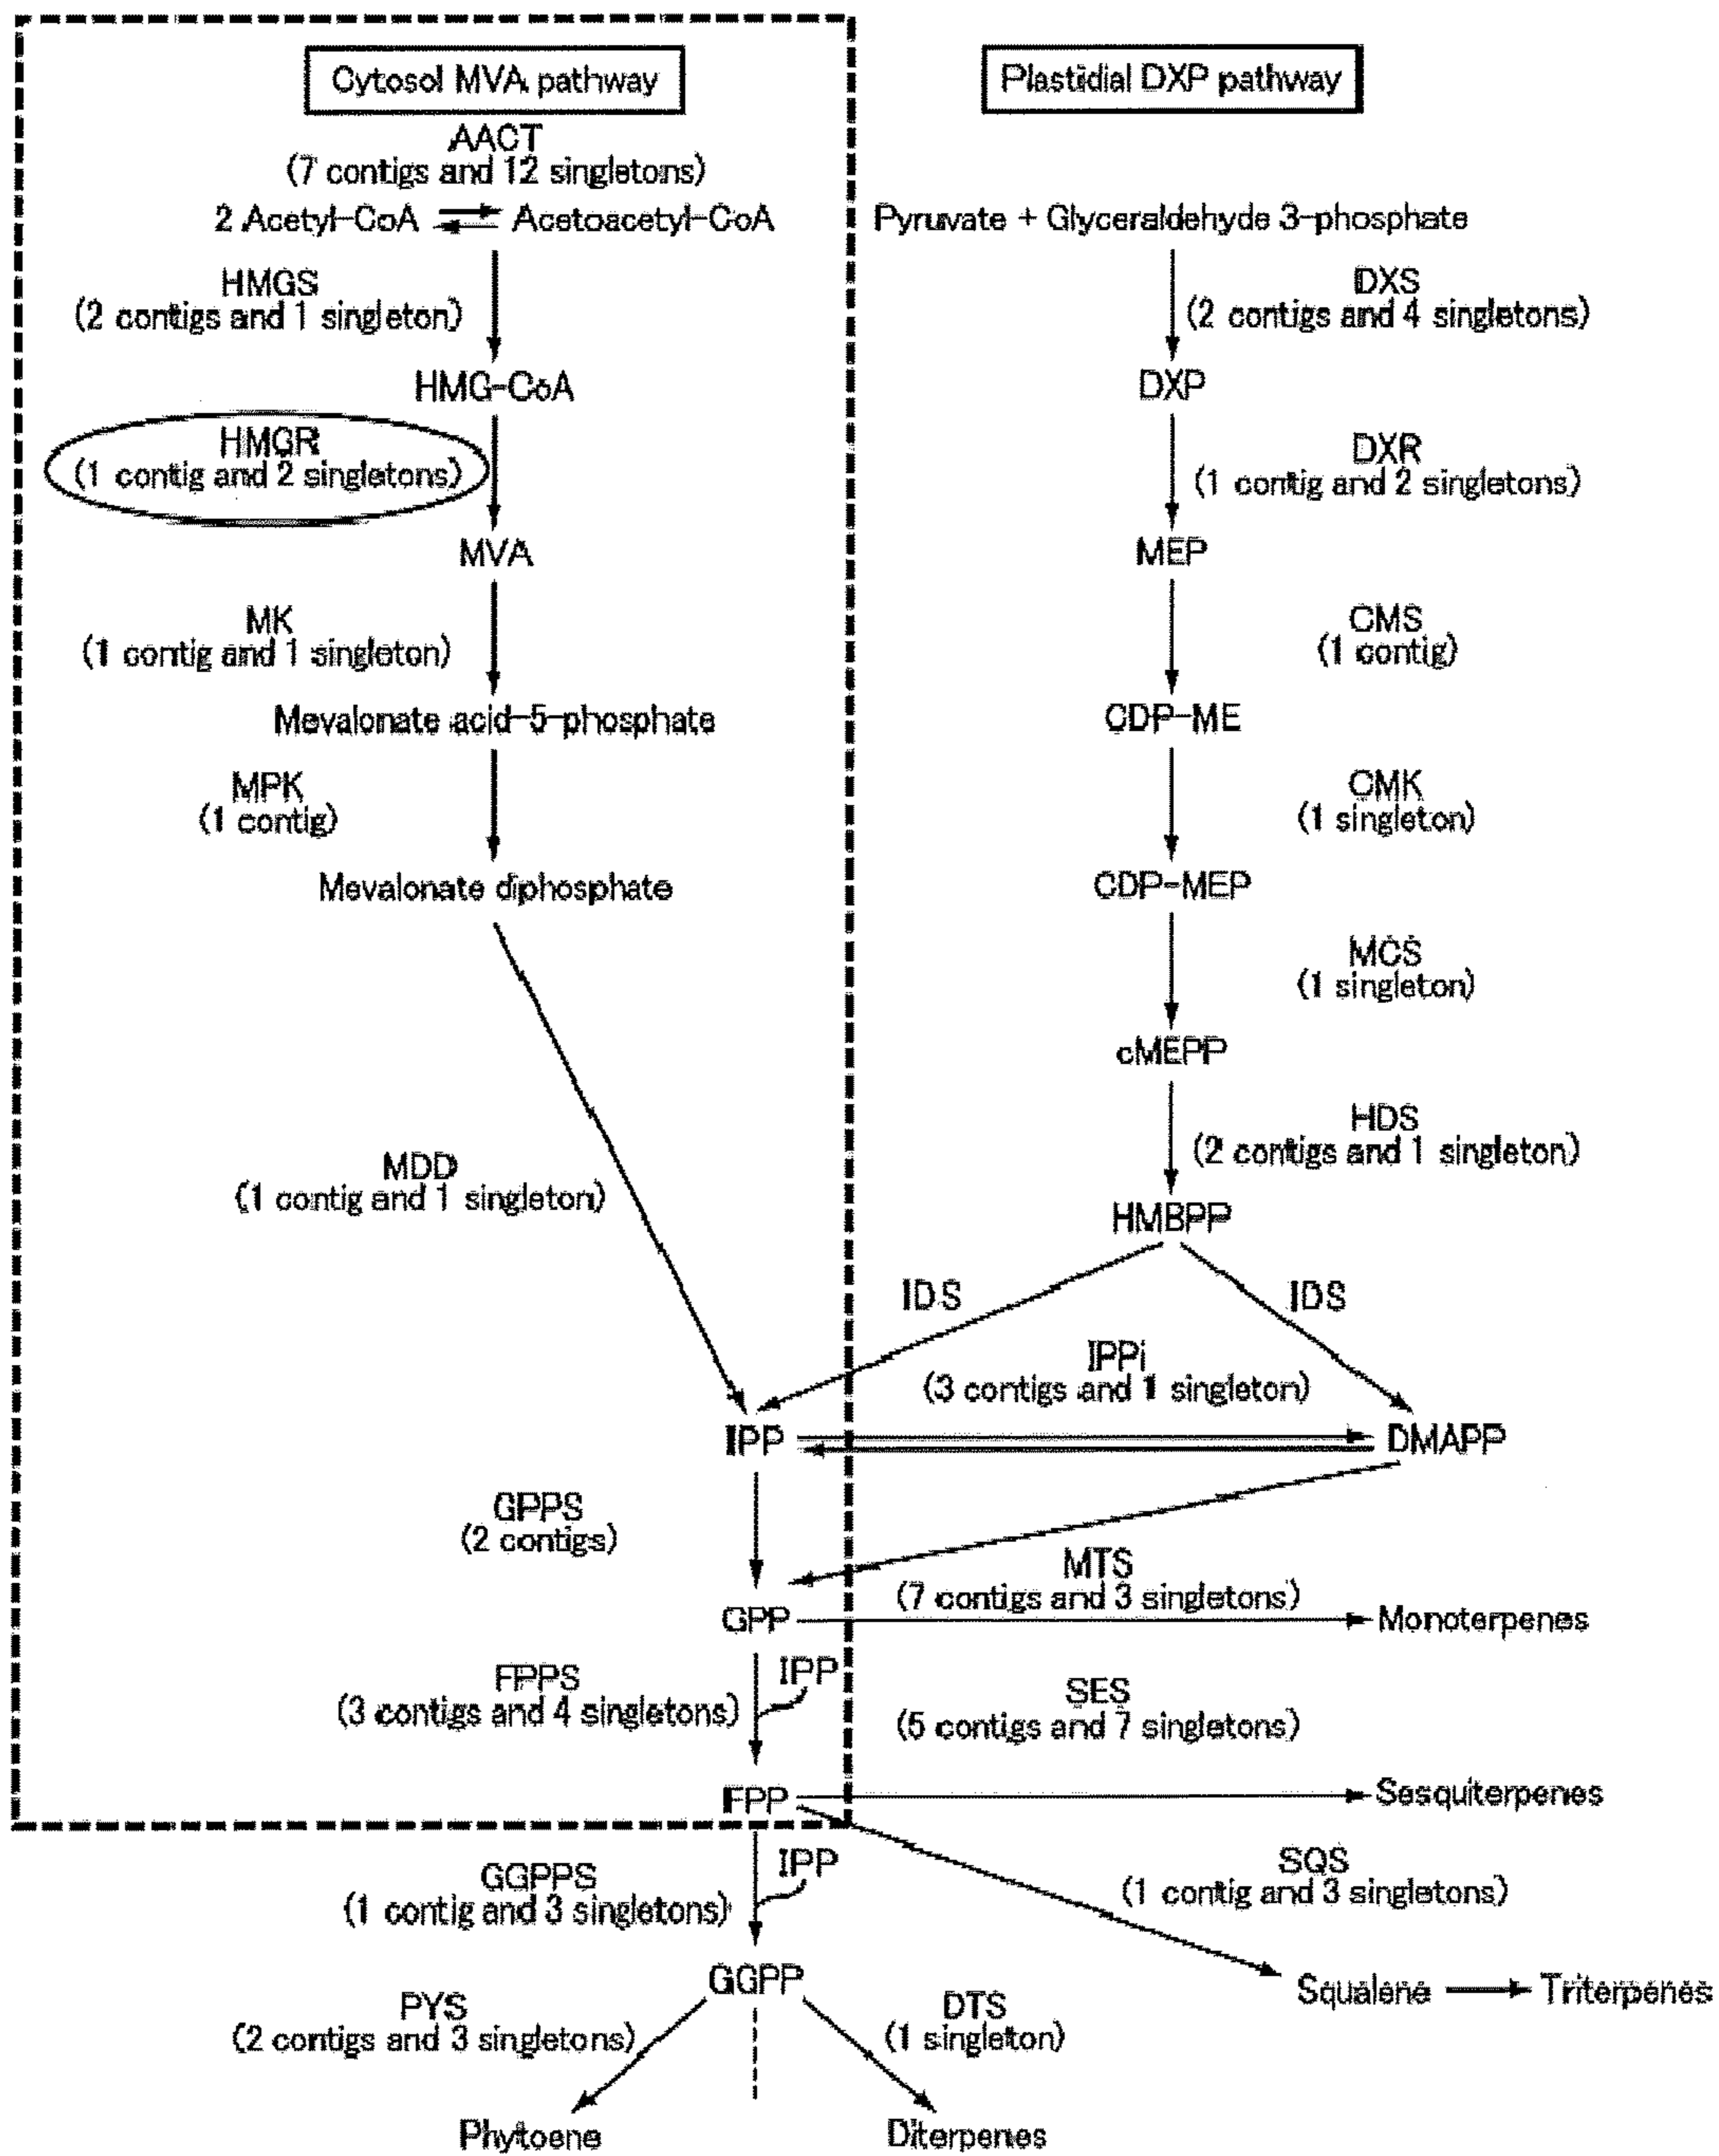 Cytosol MVA pathway
AACT
(7 contigs and 12 singletons)
2 Acetyl-CoA
Acetoacetyl-CoA
HMGS
(2 contigs and 1 singleton)
HMG-CoA
HMGR
(1 contig and 2 singletons)
MVA
MK
(1 contig and 1 singleton)
Mevalonate acid-5-phosphate
MPK
(1 contig)
Mevalonate diphosphate
MDD
(1 contig and 1 singleton)
Plastidial DXP pathway
Pyruvate + Glyceraldehyde 3-phosphate
DXS
(2 contigs and 4 singletons)
DXP
DXR
(1 contig and 2 singletons)
MEP
CMS
(1 contig)
CDP-ME
CMK
(1 singleton)
CDP-MEP
MCS
(1 singleton)
cMEPP
HDS
(2 contigs and 1 singleton)
HMBPP
IDS
IDS
IPPi
(3 contigs and 1 singleton)
IPP
DMAPP
GPPS
(2 contigs)
MTS
(7 contigs and 3 singletons)
GPP
Monoterpenes
FPPS
(3 contigs and 4 singletons)
IPP
SES
(5 contigs and 7 singletons)
FPP
Sesquiterpenes
GGPPS
(1 contig and 3 singletons)
IPP
SQS
(1 contig and 3 singletons)
GGPP
Squalene
Triterpenes
PYS
(2 contigs and 3 singletons)
DTS
(1 singleton)
Phytoene
Diterpenes